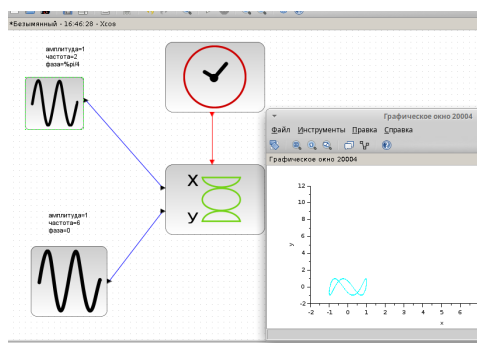 *Безымянный - 16:46:28 - Xcos
амплитуда=1
частота=2
фаза=%pi/4
X
У
амплитуда=1
частота=6
фаза=0
Графическое окно 20004
Файл Инструменты Правка Справка
Графическое окно 20004
12
10
8
6
4
2
0
-2
y
-2 -1 0 1 2 3 4 5 6
x